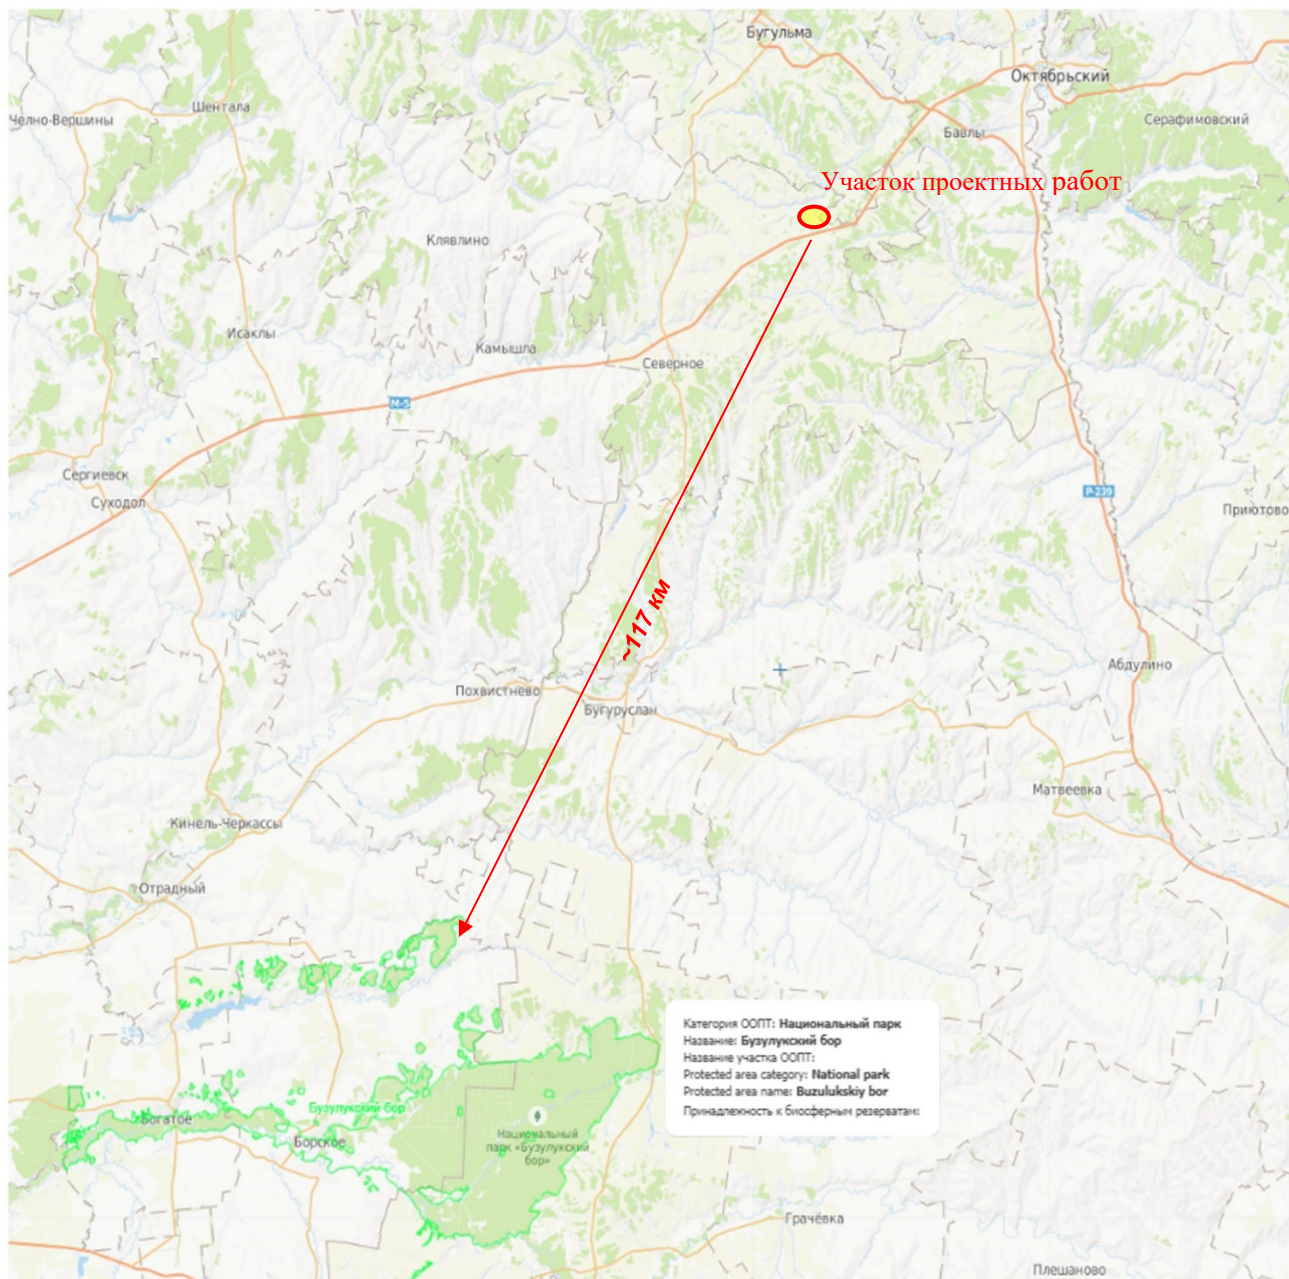 Бугульма
Октябрьский
Шентала
Челно-Вершины
Серафимовский
Бавлы
Участок проектных работ
Клявлино
Исаклы
Камышла
Северное
М-5
Сергиевск
Суходол
Р-239
Приютово
~117 км
Абдулино
Похвистнево
Бугуруслан
Матвеевка
Кинель-Черкассы
Отрадный
Категория ООПТ: Национальный парк
Название: Бузулукский бор
Название участка ООПТ:
Protected area category: National park
Protected area name: Buzulukskiy bor
Принадлежность к биосферным резерватам:
Бузулукский бор
Богатое
Борское
Национальный
парк «Бузулукский
бор»
Грачёвка
Плешаново